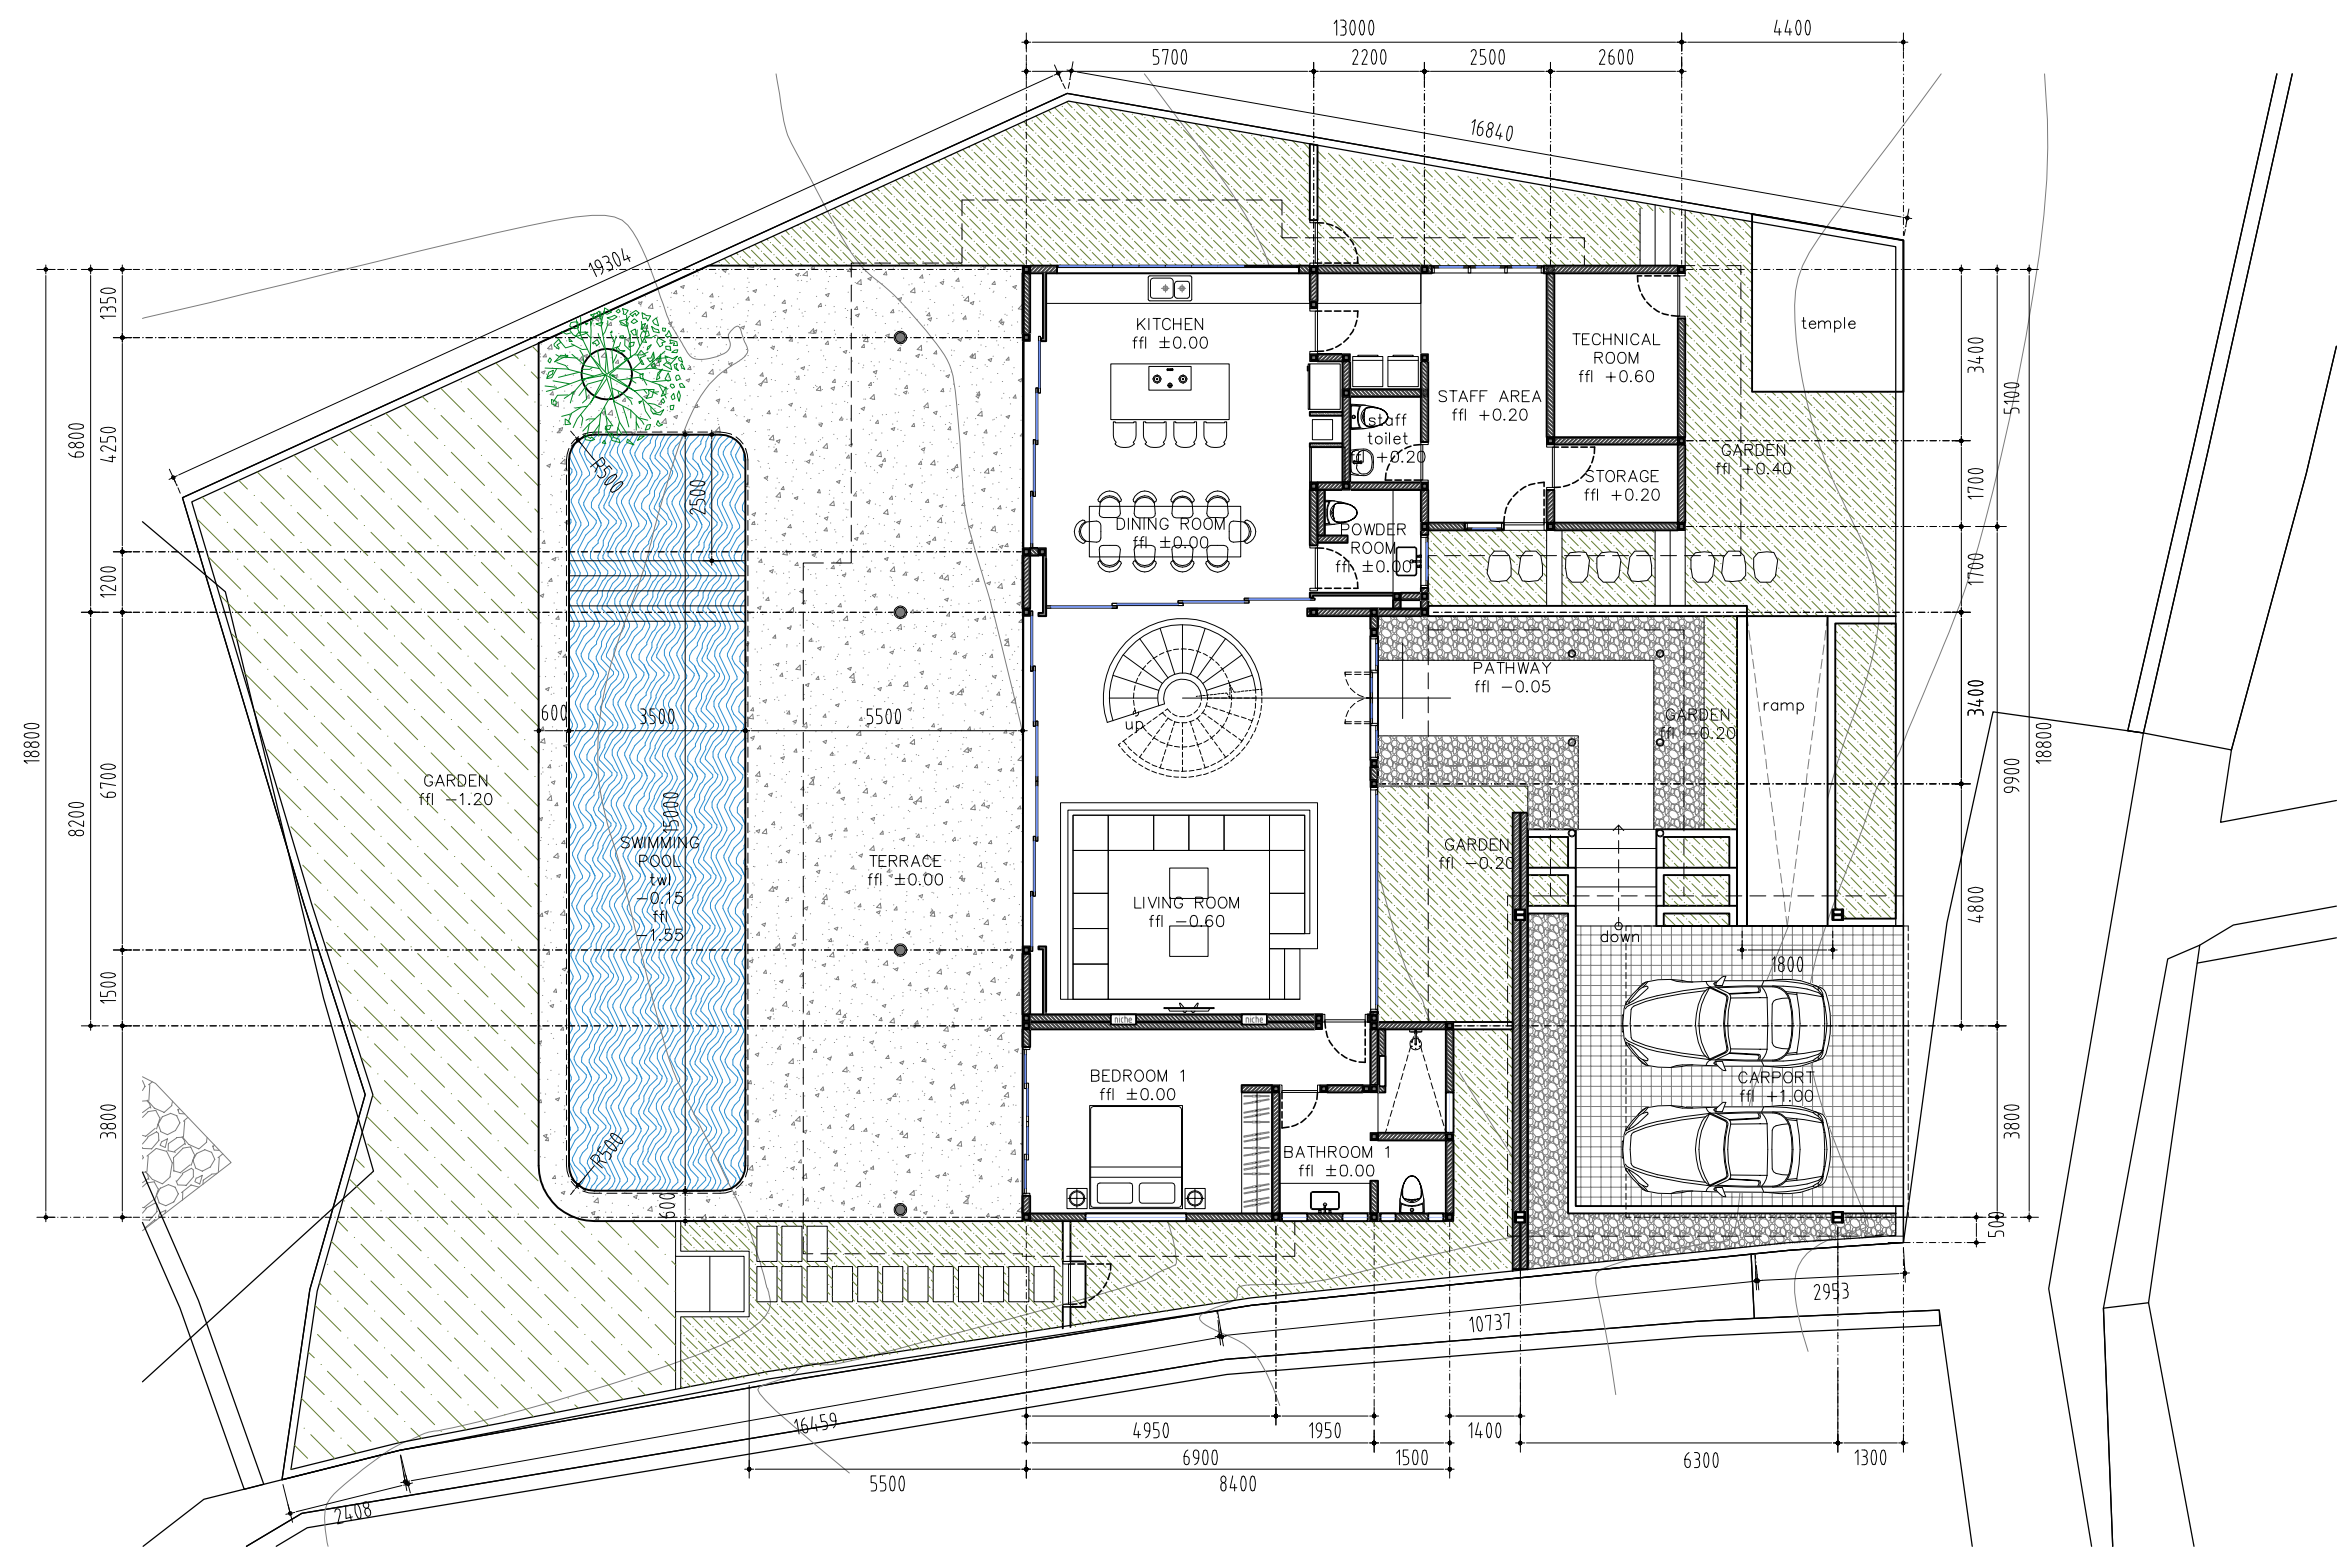 13000
4400
5700
2200
2500
2600
16840
19304
1350
6800
4250
1200
18800
6700
8200
1500
3800
KITCHEN
ffl ±0.00
TECHNICAL
ROOM
ffl +0.60
temple
3400
5100
STAFF AREA
ffl +0.20
staff
toilet
ffl +0.20
GARDEN
ffl +0.40
STORAGE
ffl +0.20
1700
R500
2500
DINING ROOM
ffl ±0.00
POWDER
ROOM
ffl ±0.00
1700
PATHWAY
ffl -0.05
GARDEN
ffl -0.20
ramp
3400
600
3500
5500
up
GARDEN
ffl -1.20
15000
SWIMMING
POOL
twl
-0.15
ffl
-1.55
TERRACE
ffl ±0.00
LIVING ROOM
ffl -0.60
GARDEN
ffl -0.20
18800
9900
4800
down
1800
niche
niche
BEDROOM 1
ffl ±0.00
CARPORT
ffl +1.00
BATHROOM 1
ffl ±0.00
3800
R500
600
500
2953
10737
16459
2408
4950
1950
1400
6900
1500
6300
1300
5500
8400